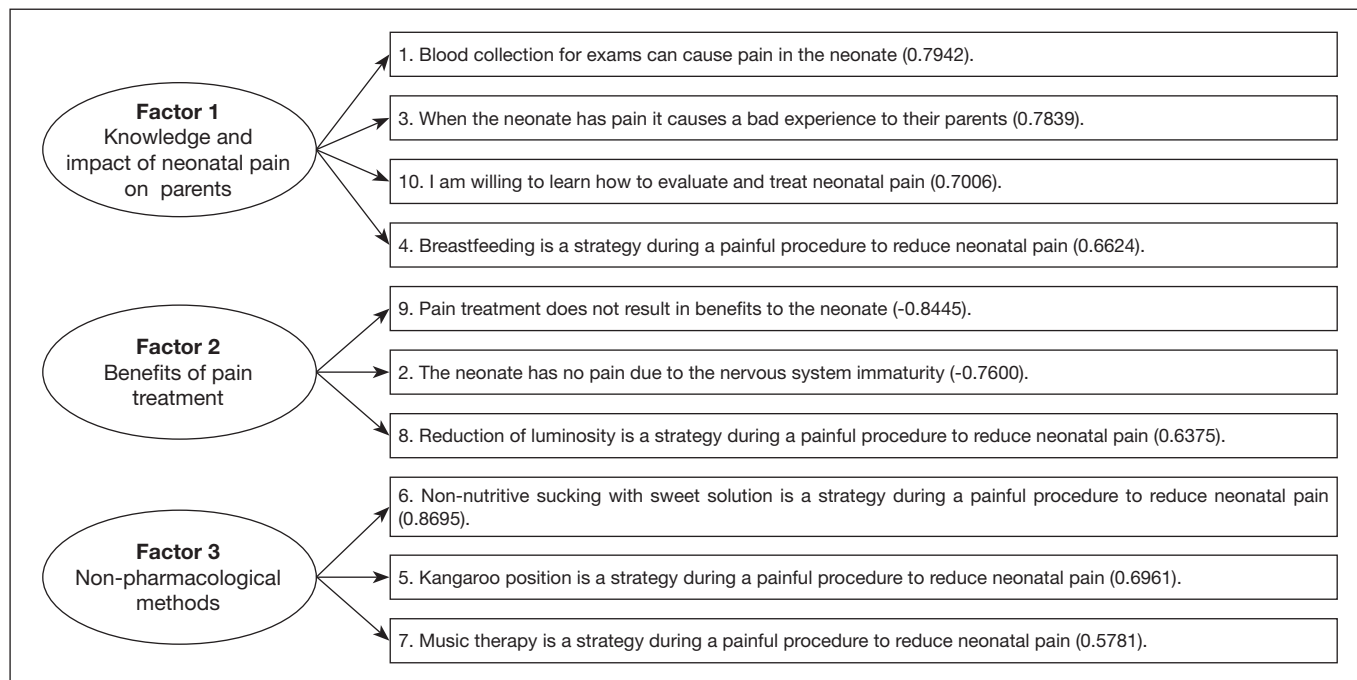 Factor 1
Knowledge and
impact of neonatal pain
on parents
1. Blood collection for exams can cause pain in the neonate (0.7942).
3. When the neonate has pain it causes a bad experience to their parents (0.7839).
10. I am willing to learn how to evaluate and treat neonatal pain (0.7006).
4. Breastfeeding is a strategy during a painful procedure to reduce neonatal pain (0.6624).
Factor 2
Benefits of pain
treatment
9. Pain treatment does not result in benefits to the neonate (-0.8445).
2. The neonate has no pain due to the nervous system immaturity (-0.7600).
8. Reduction of luminosity is a strategy during a painful procedure to reduce neonatal pain (0.6375).
Factor 3
Non-pharmacological
methods
6. Non-nutritive sucking with sweet solution is a strategy during a painful procedure to reduce neonatal pain
(0.8695).
5. Kangaroo position is a strategy during a painful procedure to reduce neonatal pain (0.6961).
7. Music therapy is a strategy during a painful procedure to reduce neonatal pain (0.5781).